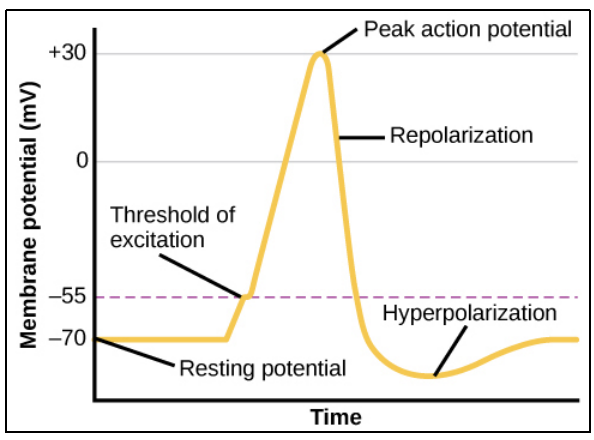 Peak action potential
+30
Repolarization
0
Threshold of
excitation
Membrane potential (mV)
–55
Hyperpolarization
–70
Resting potential
Time